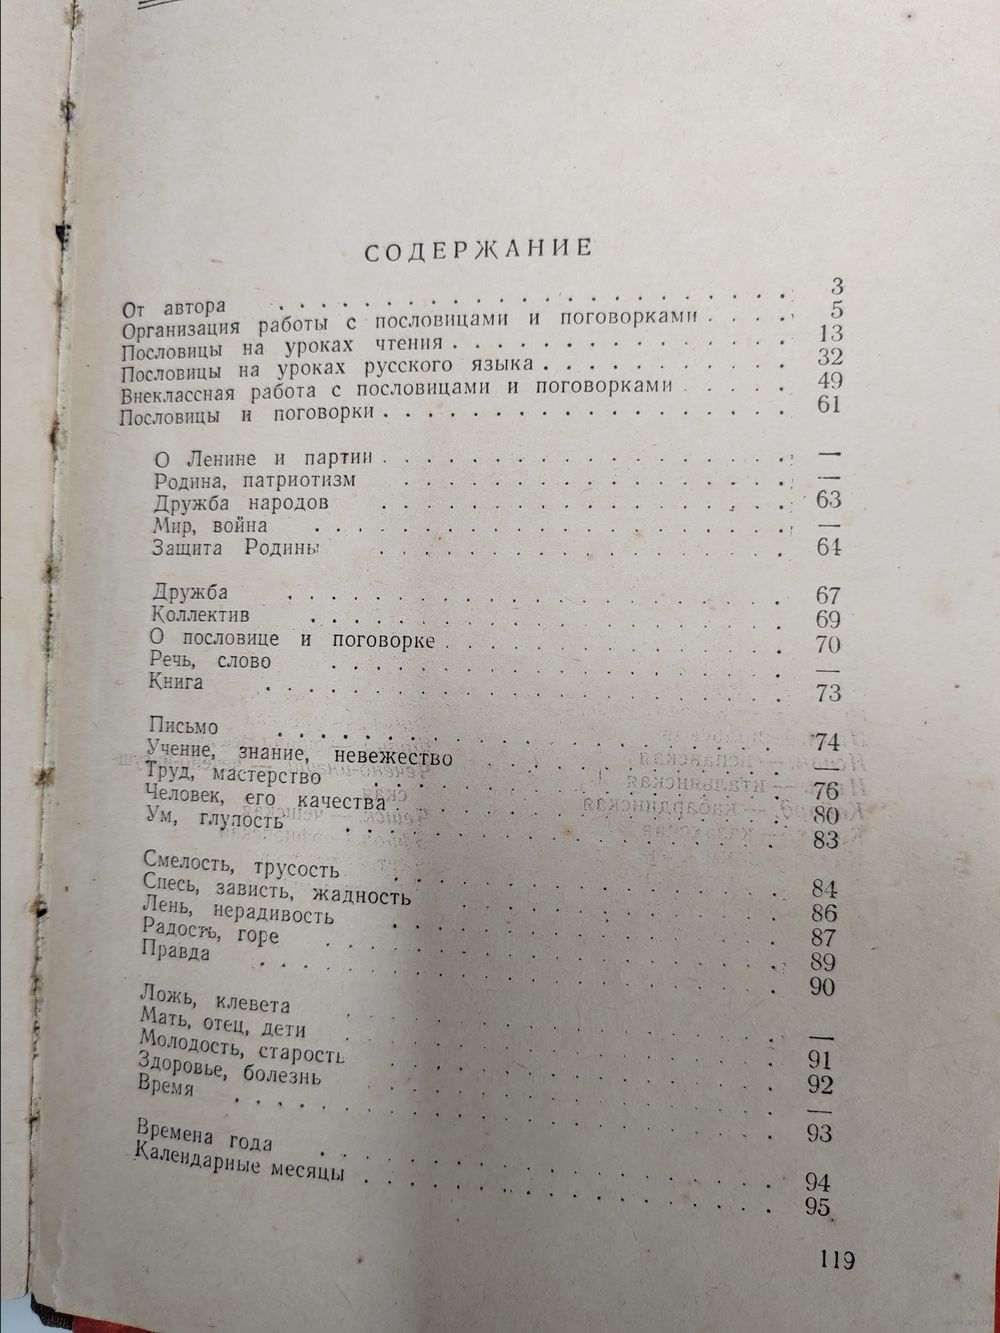 СОДЕРЖАНИЕ
От автора . . . . . . . . . . . . . . . . . . . 3
Организация работы с пословицами и поговорками . . . . 5
Пословицы на уроках чтения . . . . . . . . . . . . . 13
Пословицы на уроках русского языка . . . . . . . . . . 32
Внеклассная работа с пословицами и поговорками . . . . . 49
Пословицы и поговорки . . . . . . . . . . . . . . . 61
О Ленине и партии . . . . . . . . . . . . . . . . —
Родина, патриотизм . . . . . . . . . . . . . . . —
Дружба народов . . . . . . . . . . . . . . . . 63
Мир, война . . . . . . . . . . . . . . . . . . —
Защита Родины . . . . . . . . . . . . . . . . 64
Дружба . . . . . . . . . . . . . . . . . . . 67
Коллектив . . . . . . . . . . . . . . . . . . 69
О пословице и поговорке . . . . . . . . . . . . . 70
Речь, слово . . . . . . . . . . . . . . . . . —
Книга . . . . . . . . . . . . . . . . . . . . 73
Письмо . . . . . . . . . . . . . . . . . . . 74
Учение, знание, невежество . . . . . . . . . . . . —
Труд, мастерство . . . . . . . . . . . . . . . . 76
Человек, его качества . . . . . . . . . . . . . . 80
Ум, глупость . . . . . . . . . . . . . . . . . 83
Смелость, трусость . . . . . . . . . . . . . . . 84
Спесь, зависть, жадность . . . . . . . . . . . . . 86
Лень, нерадивость . . . . . . . . . . . . . . . 87
Радость, горе . . . . . . . . . . . . . . . . . 89
Правда . . . . . . . . . . . . . . . . . . . 90
Ложь, клевета . . . . . . . . . . . . . . . . . —
Мать, отец, дети . . . . . . . . . . . . . . . . 91
Молодость, старость . . . . . . . . . . . . . . . 92
Здоровье, болезнь . . . . . . . . . . . . . . . —
Время . . . . . . . . . . . . . . . . . . . . 93
Времена года . . . . . . . . . . . . . . . . . 94
Календарные месяцы . . . . . . . . . . . . . . . 95
119